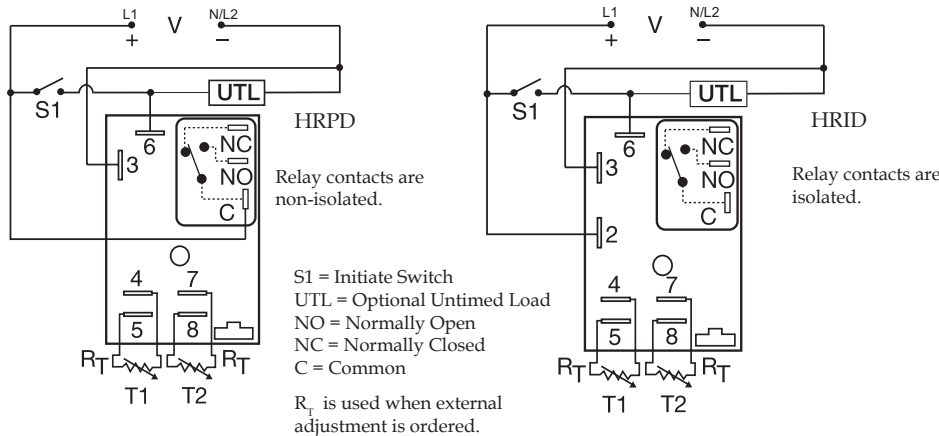 L1 V N/L2
+ –
S1 UTL
HRPD
6
NC
3
NO
C
Relay contacts are
non-isolated.
4 7
5 8
RT RT
T1 T2
S1 = Initiate Switch
UTL = Optional Untimed Load
NO = Normally Open
NC = Normally Closed
C = Common
RT is used when external
adjustment is ordered.
L1 V N/L2
+ –
S1 UTL
HRID
6
NC
3
NO
C
2
Relay contacts are
isolated.
4 7
5 8
RT RT
T1 T2